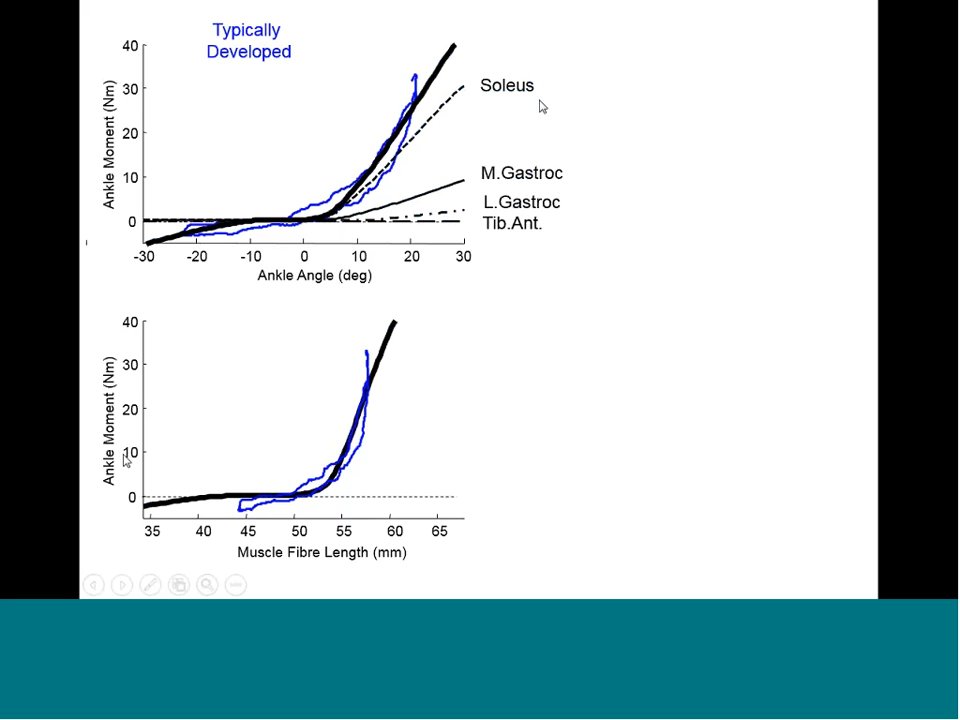 Typically
Developed
40
30
20
10
0
Ankle Moment (Nm)
-30 -20 -10 0 10 20 30
Ankle Angle (deg)
Soleus
M.Gastroc
L.Gastroc
Tib.Ant.
40
30
20
10
0
Ankle Moment (Nm)
35 40 45 50 55 60 65
Muscle Fibre Length (mm)